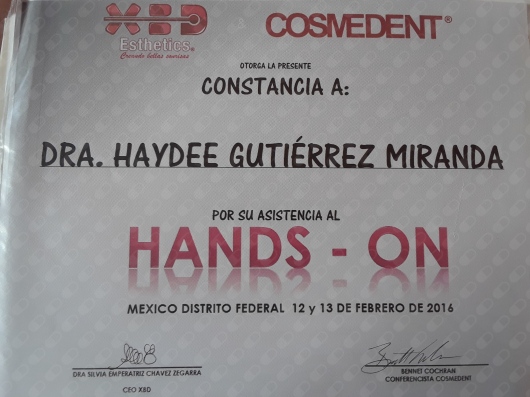 XBD
Esthetics®
Creando bellas sonrisas
COSMEDENT®
OTORGA LA PRESENTE
CONSTANCIA A:
DRA. HAYDEE GUTIÉRREZ MIRANDA
POR SU ASISTENCIA AL
HANDS - ON
MEXICO DISTRITO FEDERAL 12 y 13 DE FEBRERO DE 2016
DRA SILVIA EMPERATRIZ CHAVEZ ZEGARRA
CEO XBD
BENNET COCHRAN
CONFERENCISTA COSMEDENT